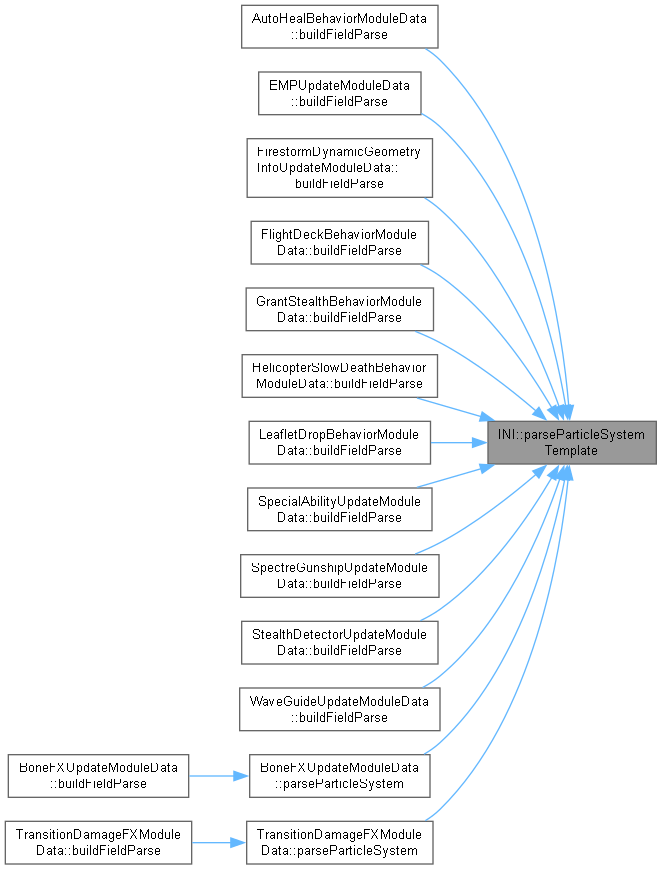 AutoHealBehaviorModuleData
::buildFieldParse
EMPUpdateModuleData
::buildFieldParse
FirestormDynamicGeometry
InfoUpdateModuleData::
buildFieldParse
FlightDeckBehaviorModule
Data::buildFieldParse
GrantStealthBehaviorModule
Data::buildFieldParse
HelicopterSlowDeathBehavior
ModuleData::buildFieldParse
LeafletDropBehaviorModule
Data::buildFieldParse
INI::parseParticleSystem
Template
SpecialAbilityUpdateModule
Data::buildFieldParse
SpectreGunshipUpdateModule
Data::buildFieldParse
StealthDetectorUpdateModule
Data::buildFieldParse
WaveGuideUpdateModuleData
::buildFieldParse
BoneFXUpdateModuleData
::buildFieldParse
BoneFXUpdateModuleData
::parseParticleSystem
TransitionDamageFXModule
Data::buildFieldParse
TransitionDamageFXModule
Data::parseParticleSystem